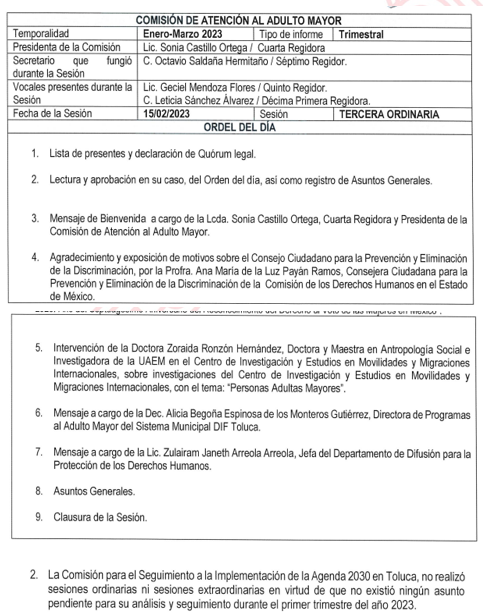 COMISIÓN DE ATENCIÓN AL ADULTO MAYOR
Temporalidad Enero-Marzo 2023 Tipo de informe Trimestral
Presidenta de la Comisión Lic. Sonia Castillo Ortega / Cuarta Regidora
Secretario que fungió C. Octavio Saldaña Hermitaño / Séptimo Regidor.
durante la Sesión
Vocales presentes durante la Lic. Geciel Mendoza Flores / Quinto Regidor.
Sesión C. Leticia Sánchez Álvarez / Décima Primera Regidora.
Fecha de la Sesión 15/02/2023 Sesión TERCERA ORDINARIA
ORDEL DEL DÍA
1. Lista de presentes y declaración de Quórum legal.
2. Lectura y aprobación en su caso, del Orden del día, así como registro de Asuntos Generales.
3. Mensaje de Bienvenida a cargo de la Lcda. Sonia Castillo Ortega, Cuarta Regidora y Presidenta de la
Comisión de Atención al Adulto Mayor.
4. Agradecimiento y exposición de motivos sobre el Consejo Ciudadano para la Prevención y Eliminación
de la Discriminación, por la Profra. Ana María de la Luz Payán Ramos, Consejera Ciudadana para la
Prevención y Eliminación de la Discriminación de la Comisión de los Derechos Humanos en el Estado
de México.
5. Intervención de la Doctora Zoraida Ronzón Hernández, Doctora y Maestra en Antropología Social e
Investigadora de la UAEM en el Centro de Investigación y Estudios en Movilidades y Migraciones
Internacionales, sobre investigaciones del Centro de Investigación y Estudios en Movilidades y
Migraciones Internacionales, con el tema: "Personas Adultas Mayores".
6. Mensaje a cargo de la Dec. Alicia Begoña Espinosa de los Monteros Gutiérrez, Directora de Programas
al Adulto Mayor del Sistema Municipal DIF Toluca.
7. Mensaje a cargo de la Lic. Zulairam Janeth Arreola Arreola, Jefa del Departamento de Difusión para la
Protección de los Derechos Humanos.
8. Asuntos Generales.
9. Clausura de la Sesión.
2. La Comisión para el Seguimiento a la Implementación de la Agenda 2030 en Toluca, no realizó
sesiones ordinarias ni sesiones extraordinarias en virtud de que no existió ningún asunto
pendiente para su análisis y seguimiento durante el primer trimestre del año 2023.